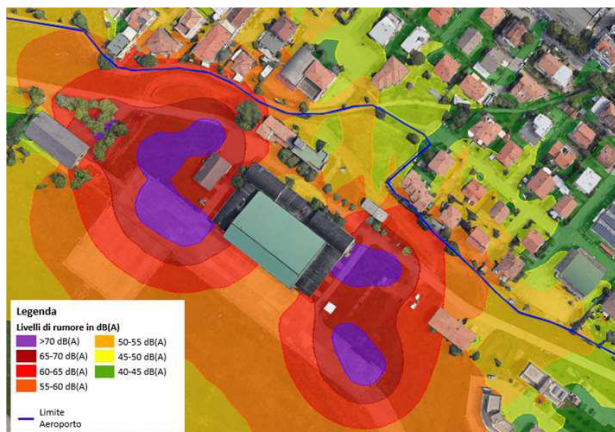 Legenda
Livelli di rumore in dB(A)
>70 dB(A)
65-70 dB(A)
60-65 dB(A)
55-60 dB(A)
50-55 dB(A)
45-50 dB(A)
40-45 dB(A)
Limite
Aeroporto